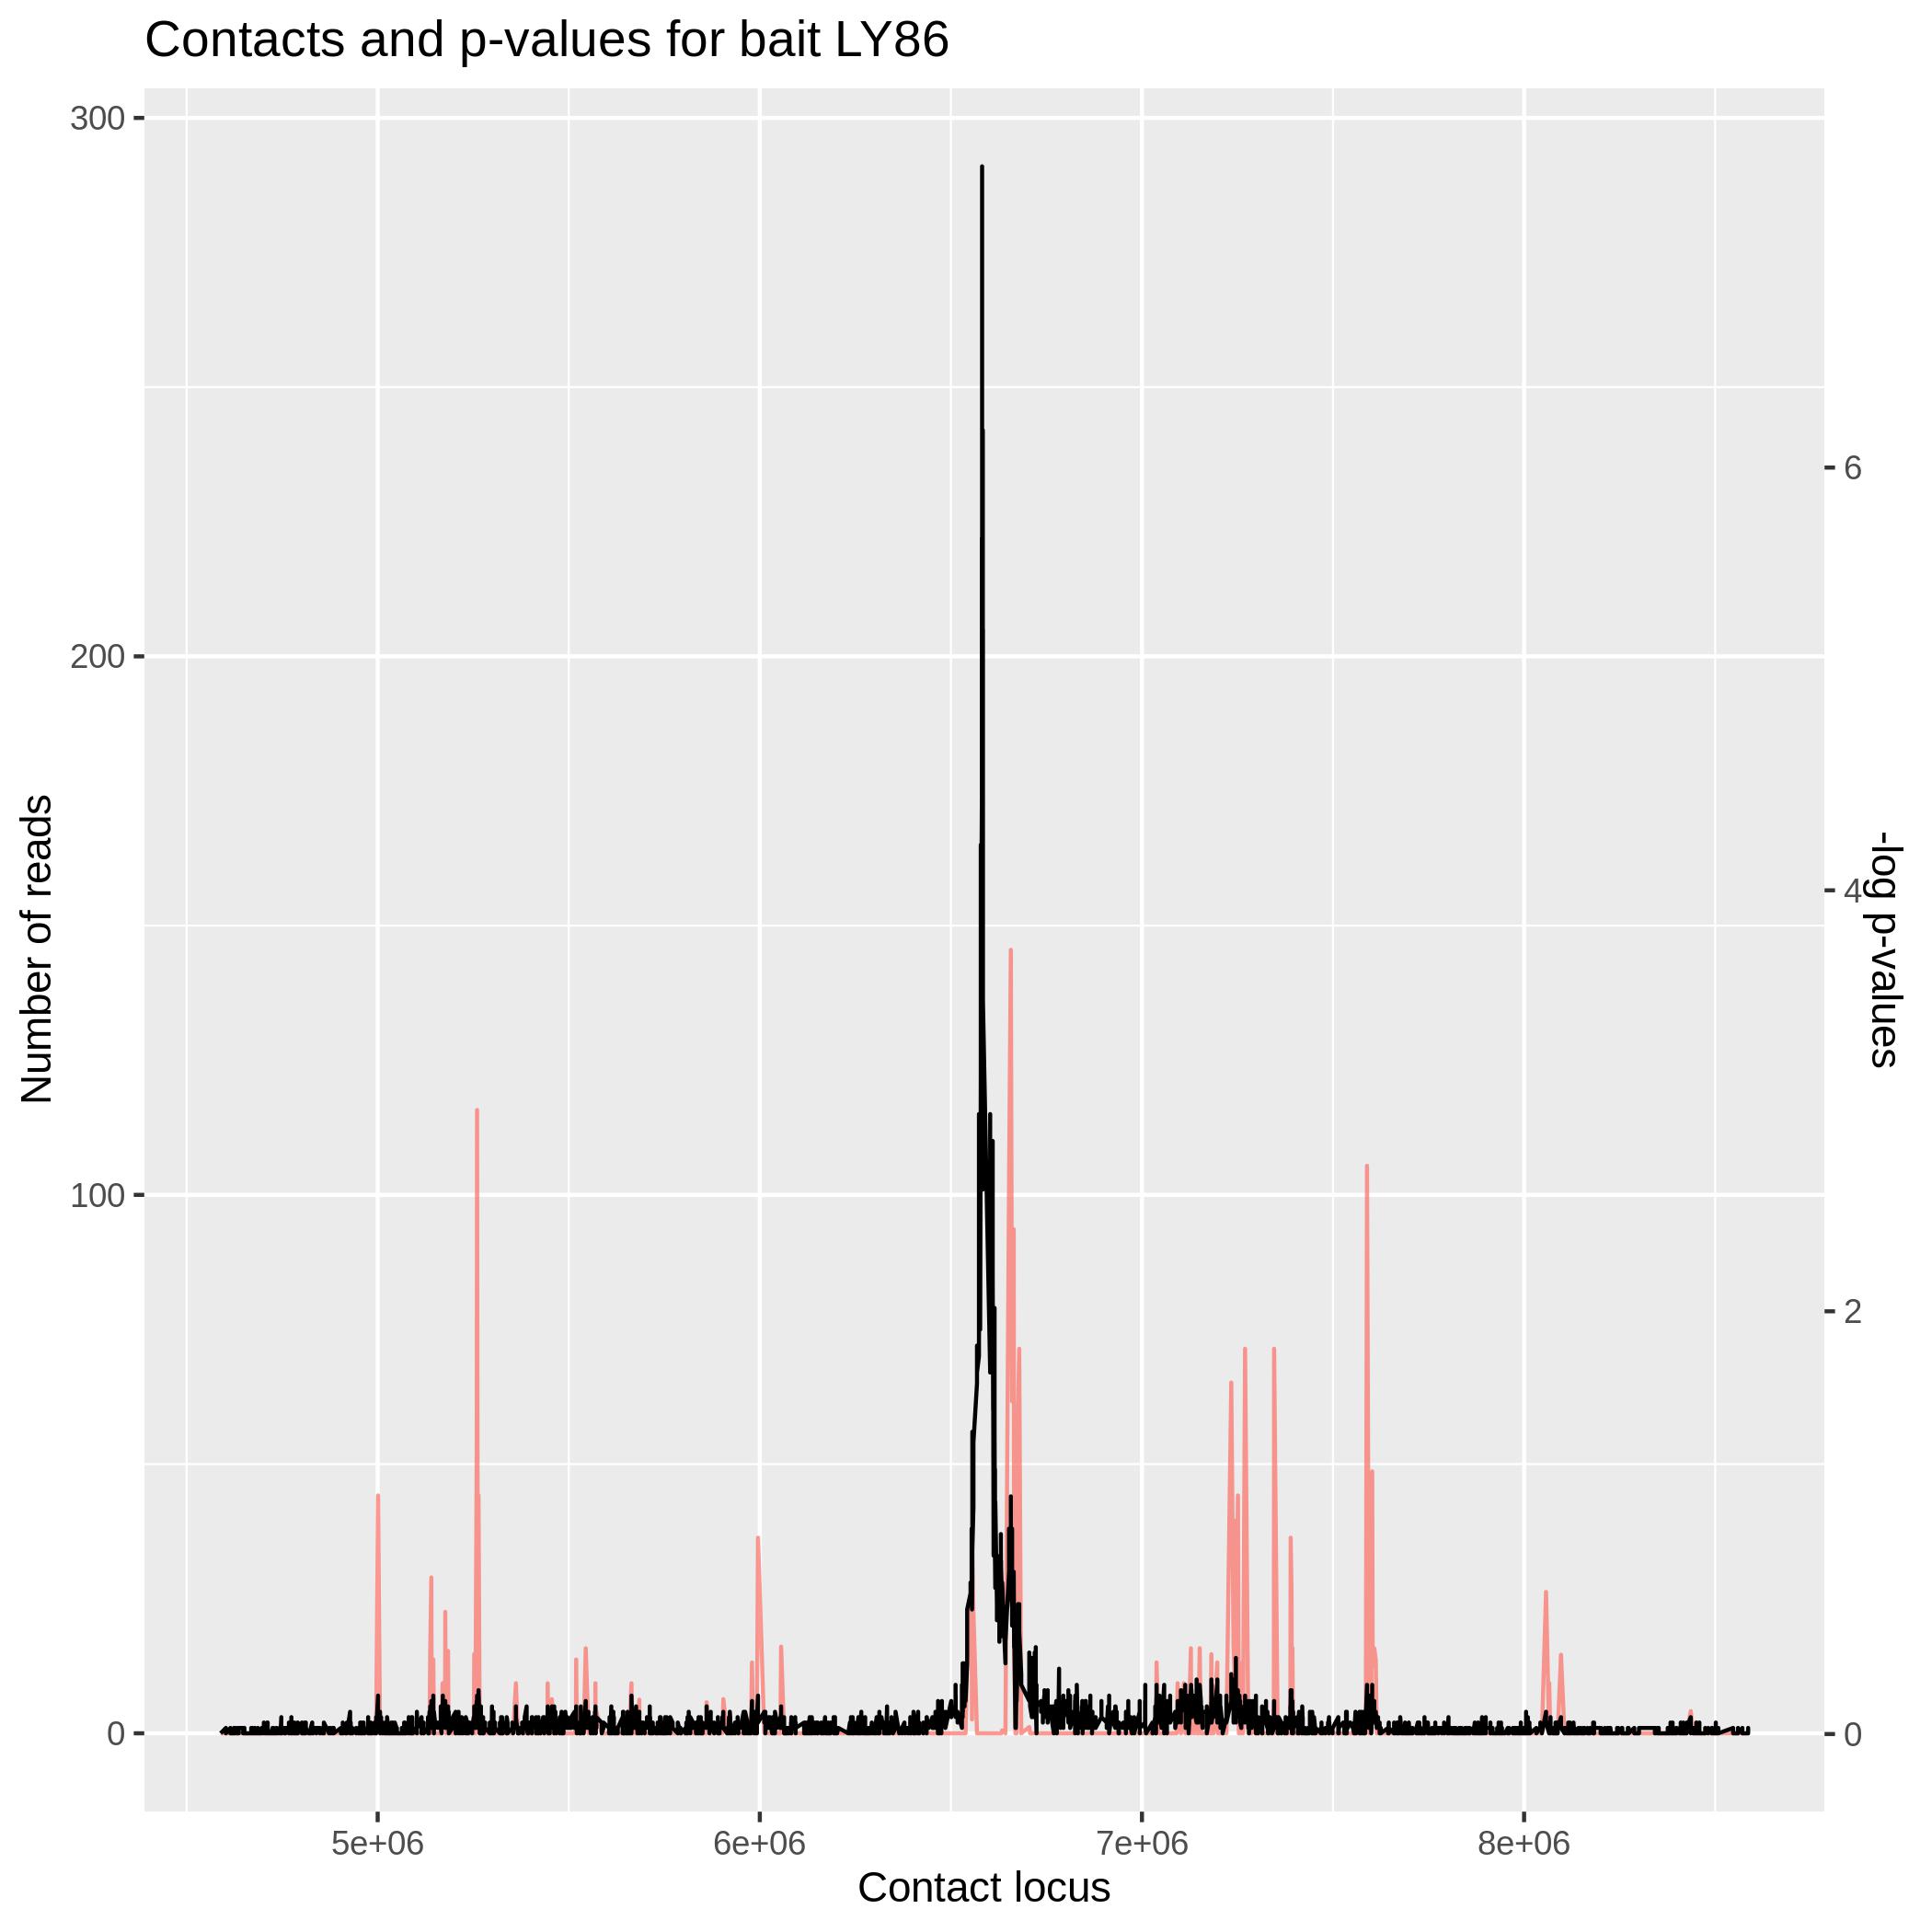 Contacts and p-values for bait LY86
300
200
100
0
Number of reads
6
4
2
0
-log p-values
5e+06
6e+06
7e+06
8e+06
Contact locus